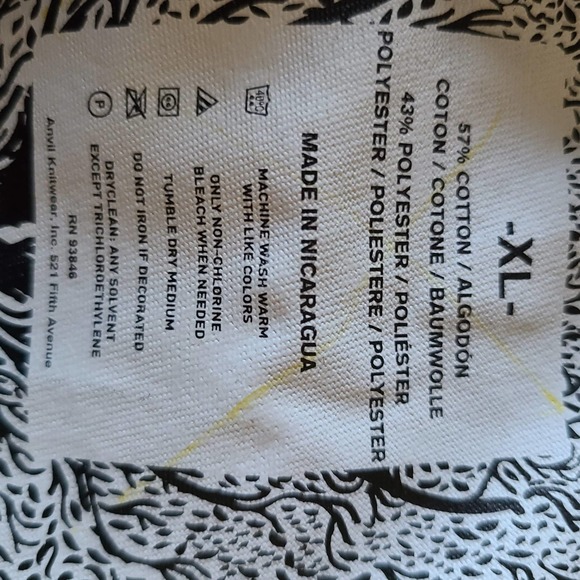 -XL-
57% COTTON / ALGODÓN
COTON / COTONE / BAUMWOLLE
43% POLYESTER / POLIÉSTER
POLYESTER / POLIESTERE / POLYESTER
MADE IN NICARAGUA
40°C
MACHINE WASH WARM
WITH LIKE COLORS
ONLY NON-CHLORINE
BLEACH WHEN NEEDED
TUMBLE DRY MEDIUM
DO NOT IRON IF DECORATED
P
DRYCLEAN: ANY SOLVENT
EXCEPT TRICHLOROETHYLENE
RN 93846
Anvil Knitwear, Inc. 521 Fifth Avenue